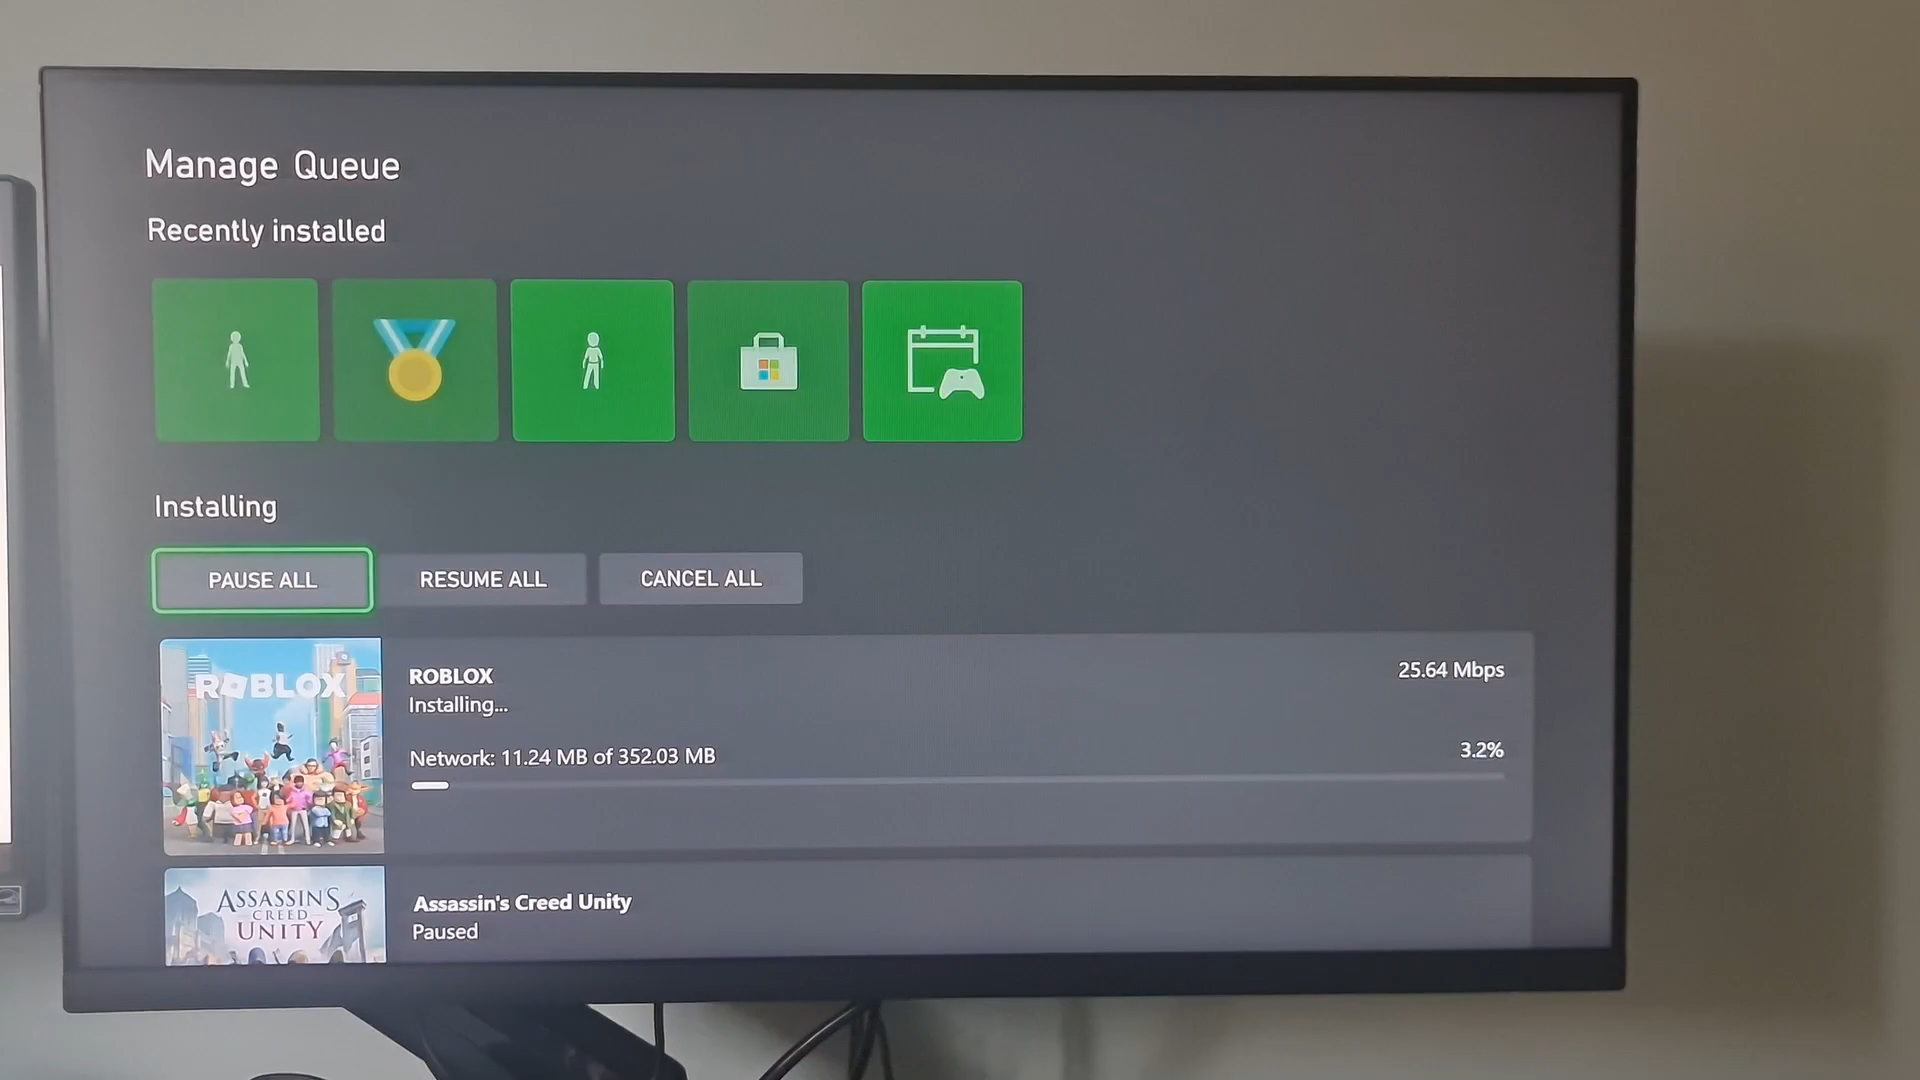 Manage Queue
Recently installed
Installing
PAUSE ALL
RESUME ALL
CANCEL ALL
ROBLOX
ROBLOX
25.64 Mbps
Installing...
Network: 11.24 MB of 352.03 MB
3.2%
ASSASSIN'S
CREED
UNITY
Assassin's Creed Unity
Paused